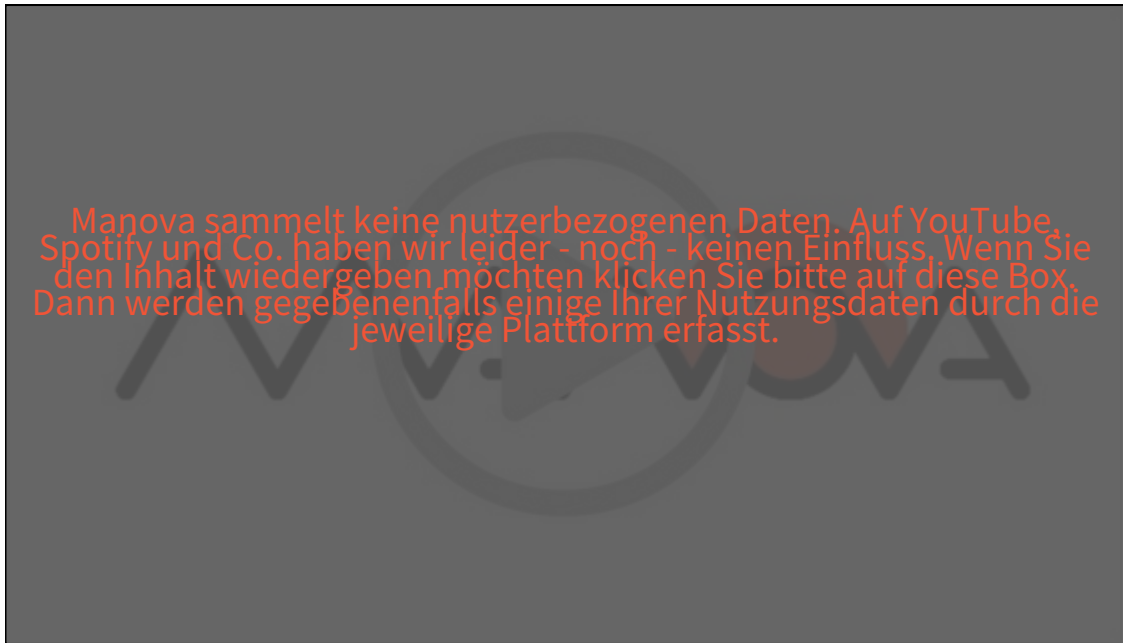 Manova sammelt keine nutzerbezogenen Daten. Auf YouTube,
Spotify und Co. haben wir leider - noch - keinen Einfluss. Wenn Sie
den Inhalt wiedergeben möchten klicken Sie bitte auf diese Box.
Dann werden gegebenenfalls einige Ihrer Nutzungsdaten durch die
jeweilige Plattform erfasst.
MANOVA